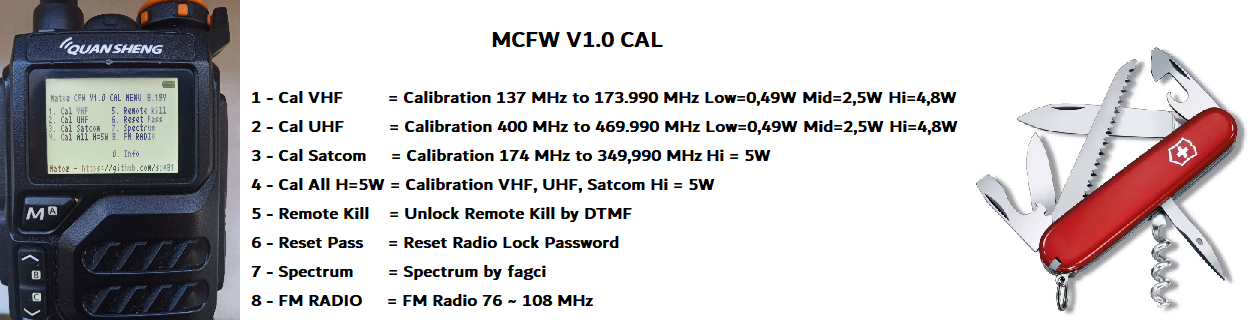 QUANSHENG
Matoz CFW V1.0 CAL MENU 8.19V
1. Cal VHF 5. Remote kill
2. Cal UHF 6. Reset Pass
3. Cal Satcom 7. Spectrum
4. Cal All H=5W 8. FM RADIO
0. Info
Matoz - https://github.com/
M A
B
C
MCFW V1.0 CAL
1 - Cal VHF = Calibration 137 MHz to 173.990 MHz Low=0,49W Mid=2,5W Hi=4,8W
2 - Cal UHF = Calibration 400 MHz to 469.990 MHz Low=0,49W Mid=2,5W Hi=4,8W
3 - Cal Satcom = Calibration 174 MHz to 349,990 MHz Hi = 5W
4 - Cal All H=5W = Calibration VHF, UHF, Satcom Hi = 5W
5 - Remote Kill = Unlock Remote Kill by DTMF
6 - Reset Pass = Reset Radio Lock Password
7 - Spectrum = Spectrum by fagci
8 - FM RADIO = FM Radio 76 ~ 108 MHz